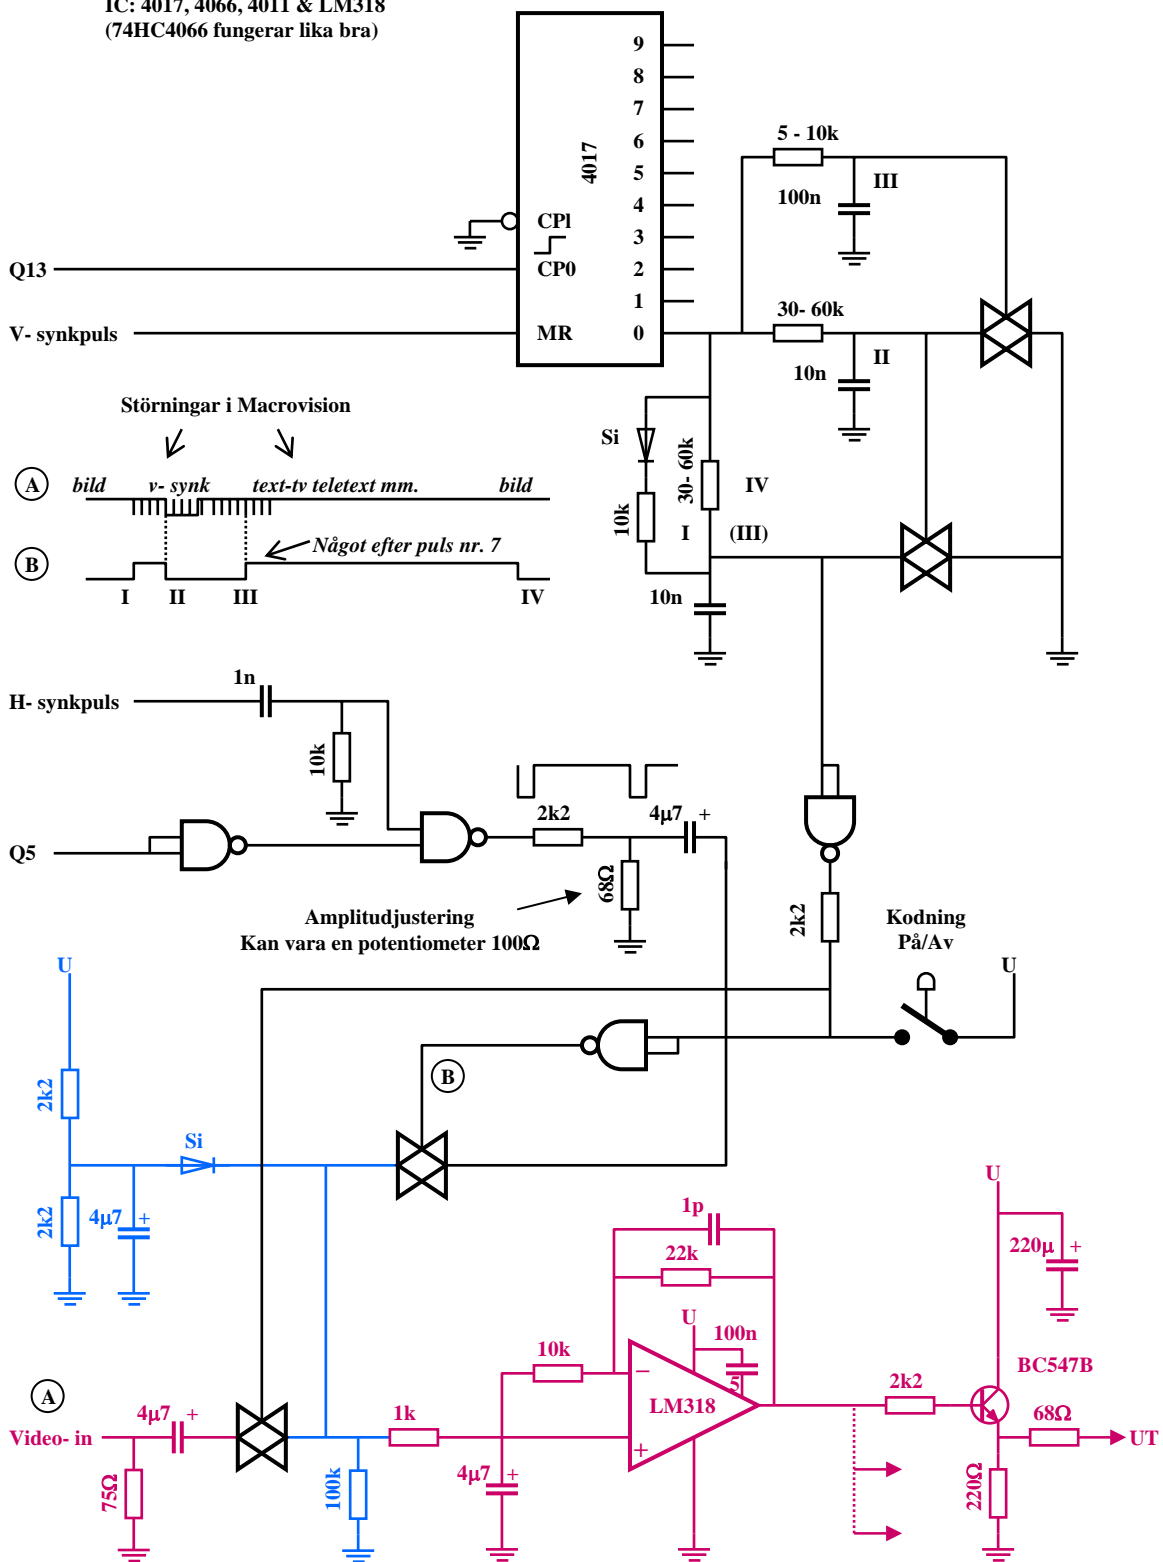 IC: 4017, 4066, 4011 & LM318
(74HC4066 fungerar lika bra)
9
8
7
6
5
4
3
2
1
0
4017
CPl
CP0
MR
Q13
V- synkpuls
5 - 10k
100n
III
30- 60k
10n
II
Störningar i Macrovision
A
bild
v- synk
text-tv teletext mm.
bild
B
Något efter puls nr. 7
I
II
III
IV
Si
10k
30- 60k
IV
I
(III)
10n
H- synkpuls
1n
10k
Q5
2k2
4µ7 +
68Ω
Amplitudjustering
Kan vara en potentiometer 100Ω
2k2
Kodning
På/Av
U
U
2k2
B
Si
2k2
4µ7 +
U
1p
22k
220µ +
U
100n
10k
5
BC547B
A
4µ7 +
1k
LM318
2k2
68Ω
Video- in
UT
75Ω
100k
4µ7 +
−
+
220Ω